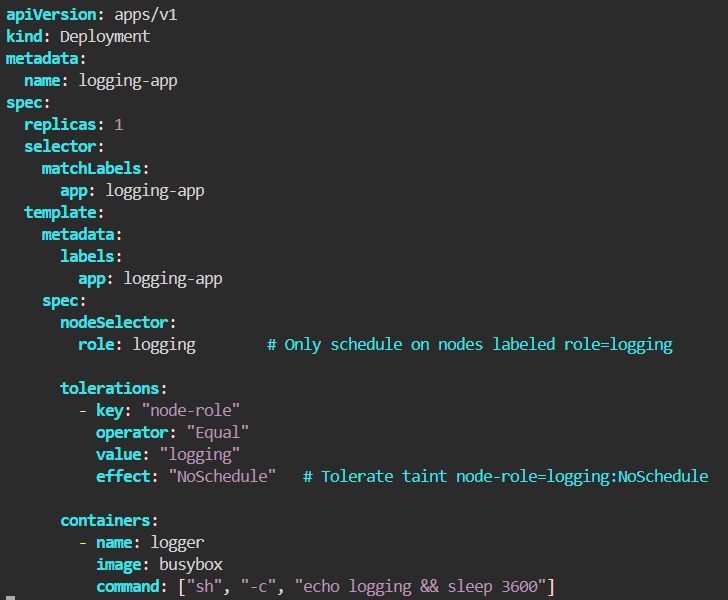 apiVersion: apps/v1
kind: Deployment
metadata:
  name: logging-app
spec:
  replicas: 1
  selector:
    matchLabels:
      app: logging-app
  template:
    metadata:
      labels:
        app: logging-app
    spec:
      nodeSelector:
        role: logging        # Only schedule on nodes labeled role=logging

      tolerations:
        - key: "node-role"
          operator: "Equal"
          value: "logging"
          effect: "NoSchedule"   # Tolerate taint node-role=logging:NoSchedule

      containers:
        - name: logger
          image: busybox
          command: ["sh", "-c", "echo logging && sleep 3600"]